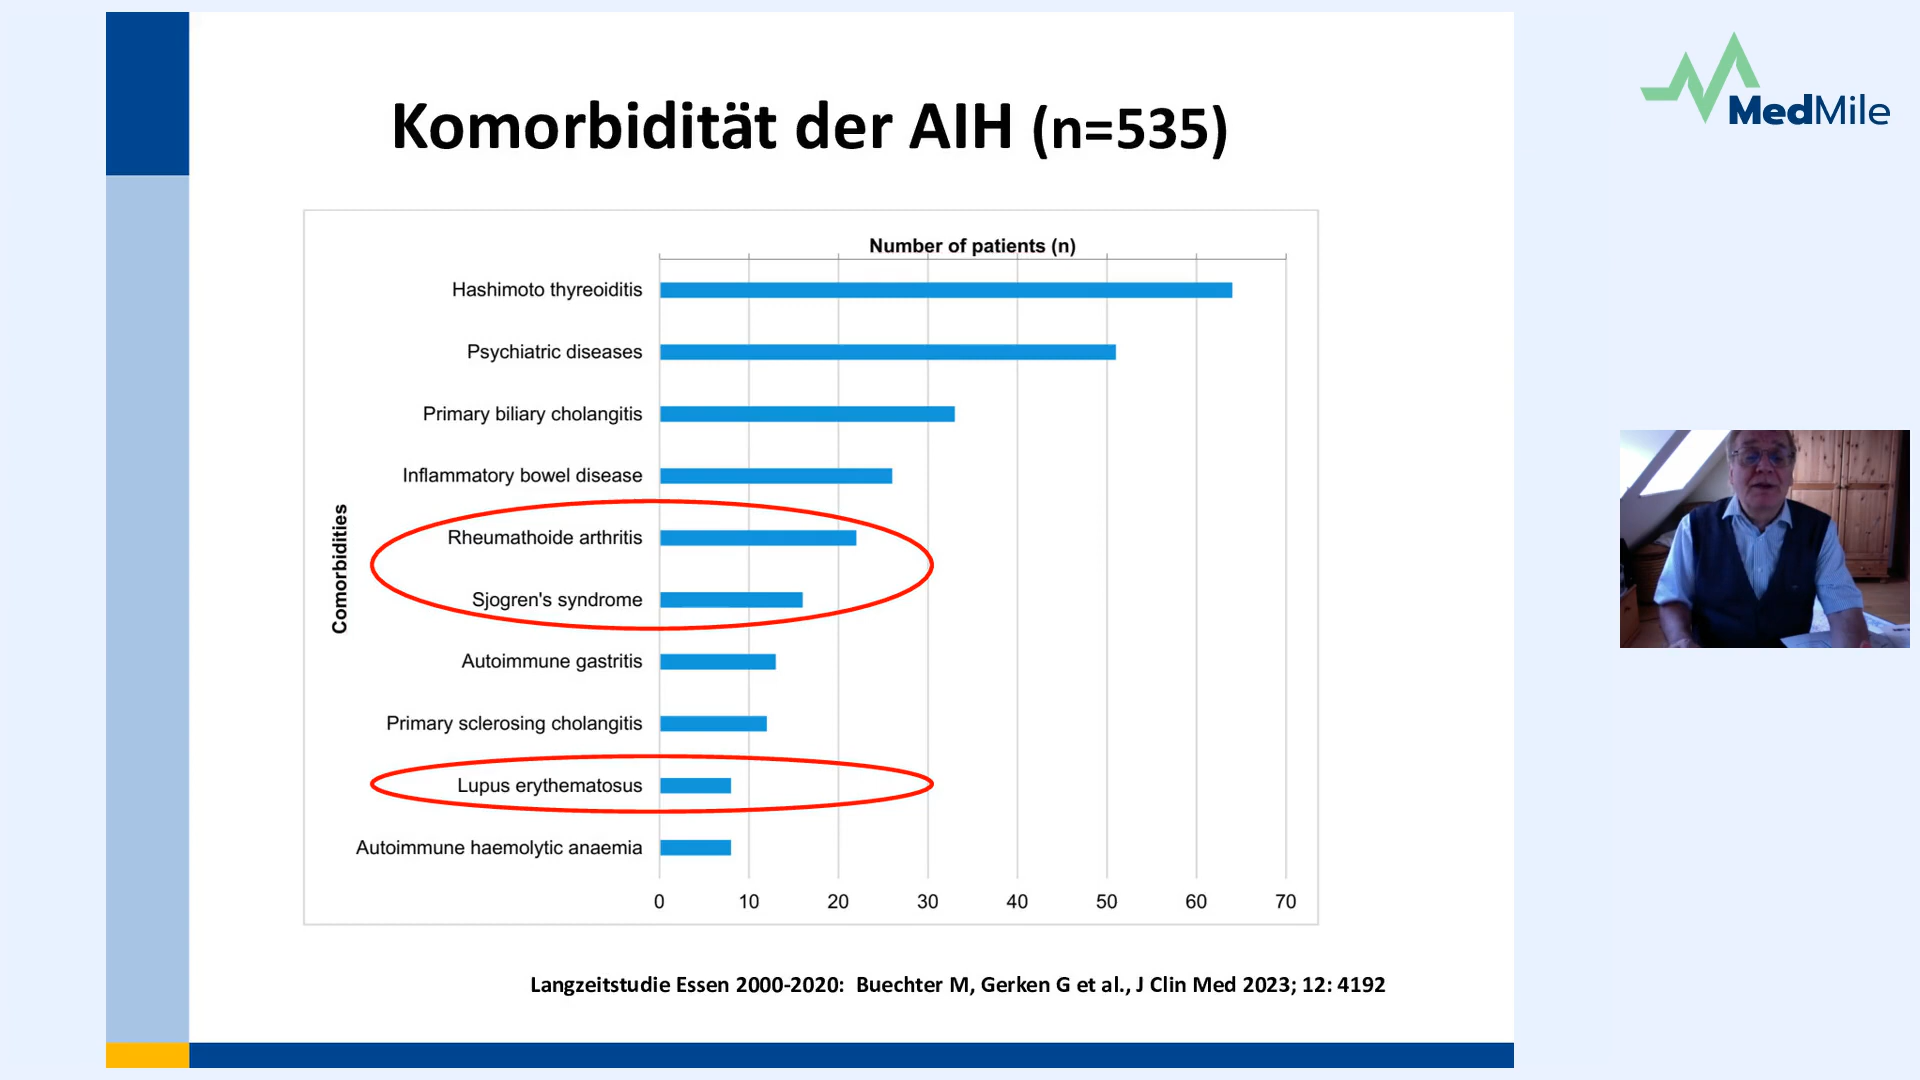 Komorbidität der AIH (n=535)
MedMile
Number of patients (n)
Comorbidities
Hashimoto thyreoiditis
Psychiatric diseases
Primary biliary cholangitis
Inflammatory bowel disease
Rheumathoide arthritis
Sjogren's syndrome
Autoimmune gastritis
Primary sclerosing cholangitis
Lupus erythematosus
Autoimmune haemolytic anaemia
0 10 20 30 40 50 60 70
Langzeitstudie Essen 2000-2020: Buechter M, Gerken G et al., J Clin Med 2023; 12: 4192